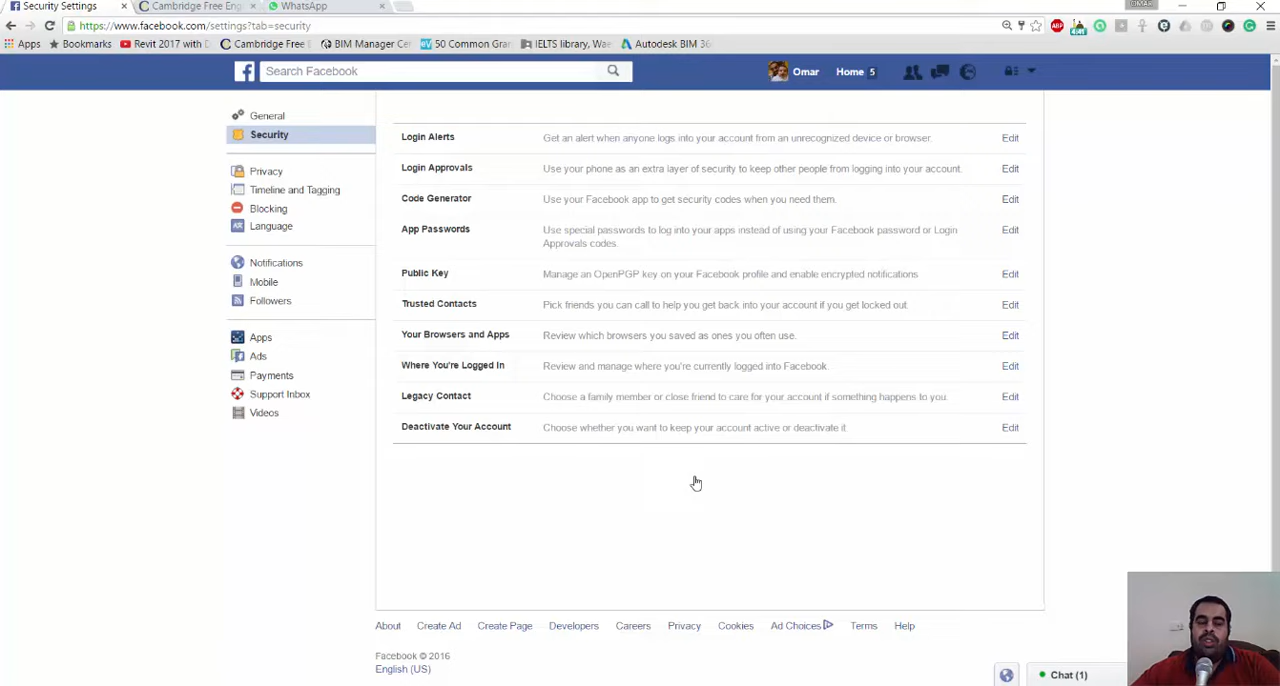 Security Settings
Cambridge Free Eng
WhatsApp
OMAR
https://www.facebook.com/settings?tab=security
Apps
Bookmarks
Revit 2017 with D
Cambridge Free E
BIM Manager Cer
50 Common Gra
IELTS library, Wae
Autodesk BIM 36
Search Facebook
Omar
Home 5
General
Security
Privacy
Timeline and Tagging
Blocking
Language
Notifications
Mobile
Followers
Apps
Ads
Payments
Support Inbox
Videos
Login Alerts Get an alert when anyone logs into your account from an unrecognized device or browser. Edit
Login Approvals Use your phone as an extra layer of security to keep other people from logging into your account. Edit
Code Generator Use your Facebook app to get security codes when you need them. Edit
App Passwords Use special passwords to log into your apps instead of using your Facebook password or Login Edit
Approvals codes.
Public Key Manage an OpenPGP key on your Facebook profile and enable encrypted notifications Edit
Trusted Contacts Pick friends you can call to help you get back into your account if you get locked out. Edit
Your Browsers and Apps Review which browsers you saved as ones you often use. Edit
Where You're Logged In Review and manage where you're currently logged into Facebook. Edit
Legacy Contact Choose a family member or close friend to care for your account if something happens to you. Edit
Deactivate Your Account Choose whether you want to keep your account active or deactivate it. Edit
About Create Ad Create Page Developers Careers Privacy Cookies Ad Choices Terms Help
Facebook © 2016
English (US)
Chat (1)